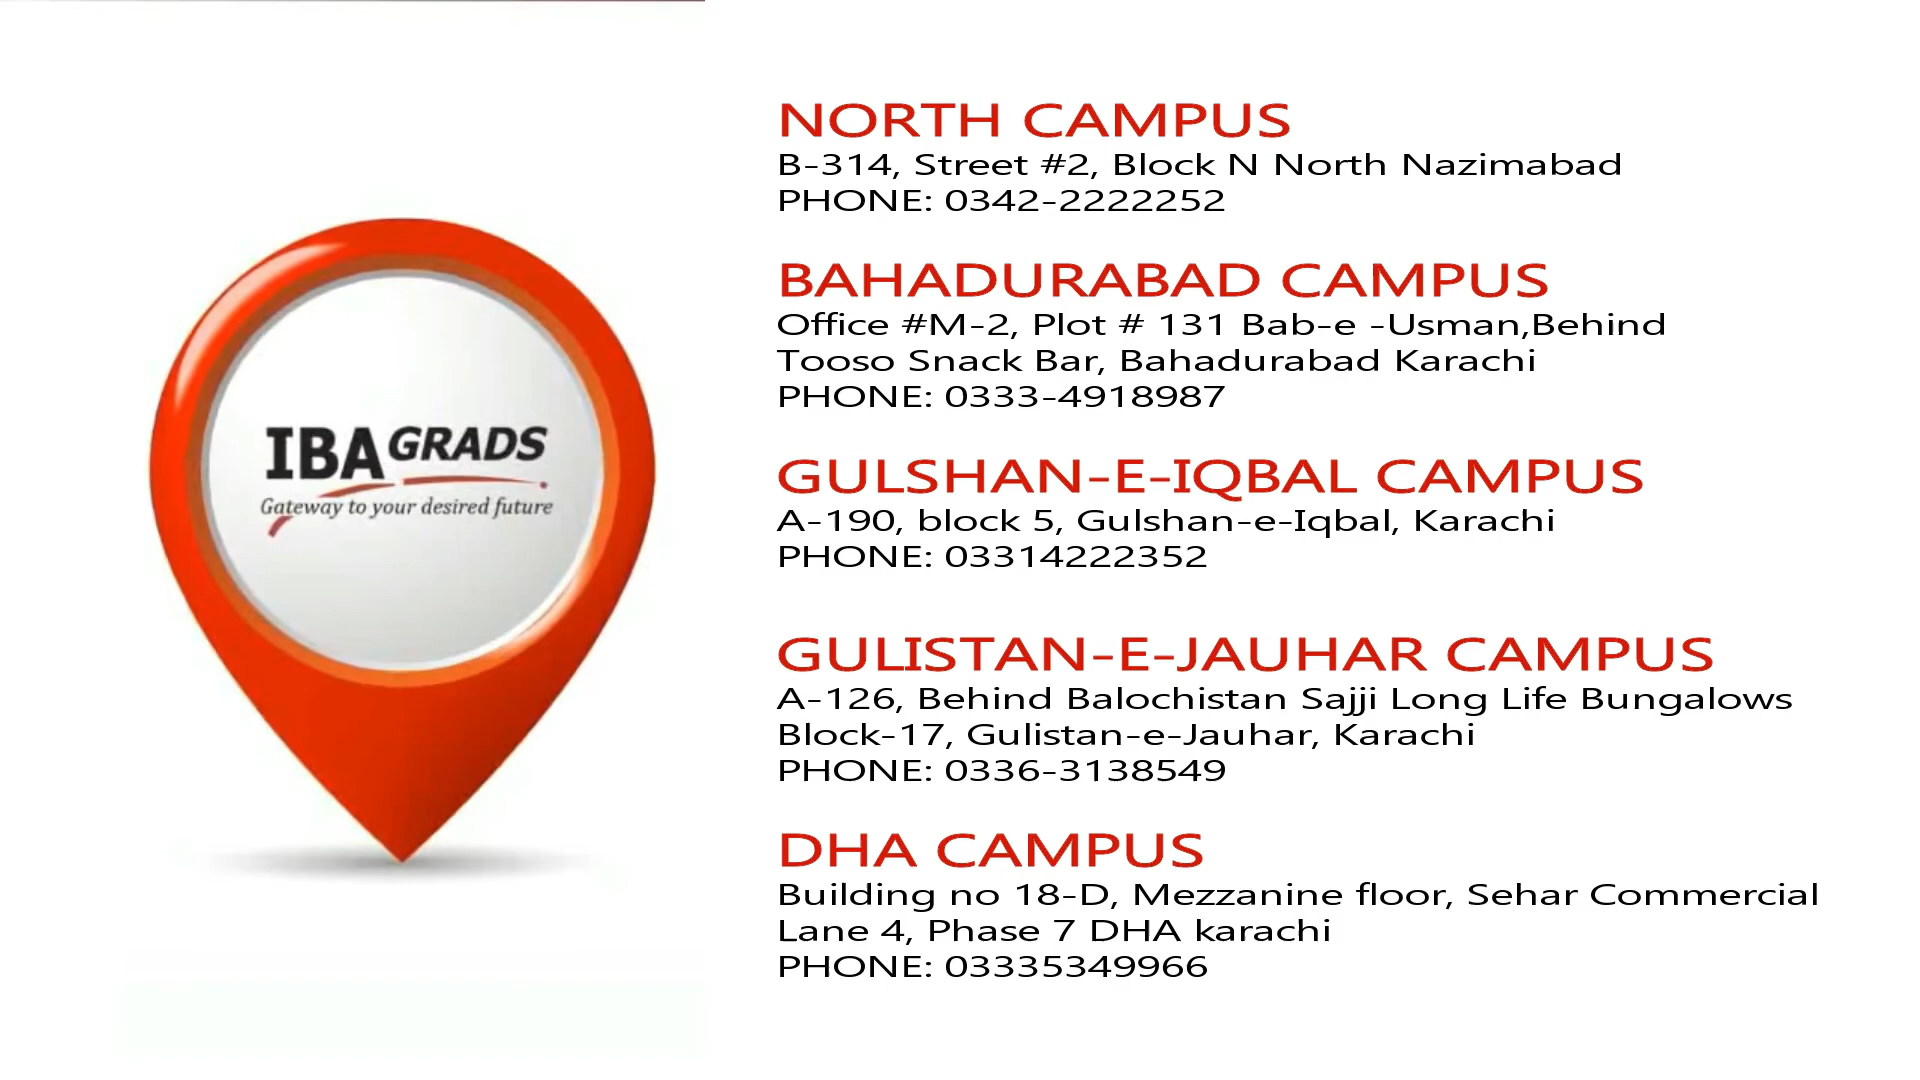 IBA GRADS
Gateway to your desired future
NORTH CAMPUS
B-314, Street #2, Block N North Nazimabad
PHONE: 0342-2222252
BAHADURABAD CAMPUS
Office #M-2, Plot # 131 Bab-e -Usman,Behind
Tooso Snack Bar, Bahadurabad Karachi
PHONE: 0333-4918987
GULSHAN-E-IQBAL CAMPUS
A-190, block 5, Gulshan-e-Iqbal, Karachi
PHONE: 03314222352
GULISTAN-E-JAUHAR CAMPUS
A-126, Behind Balochistan Sajji Long Life Bungalows
Block-17, Gulistan-e-Jauhar, Karachi
PHONE: 0336-3138549
DHA CAMPUS
Building no 18-D, Mezzanine floor, Sehar Commercial
Lane 4, Phase 7 DHA karachi
PHONE: 03335349966